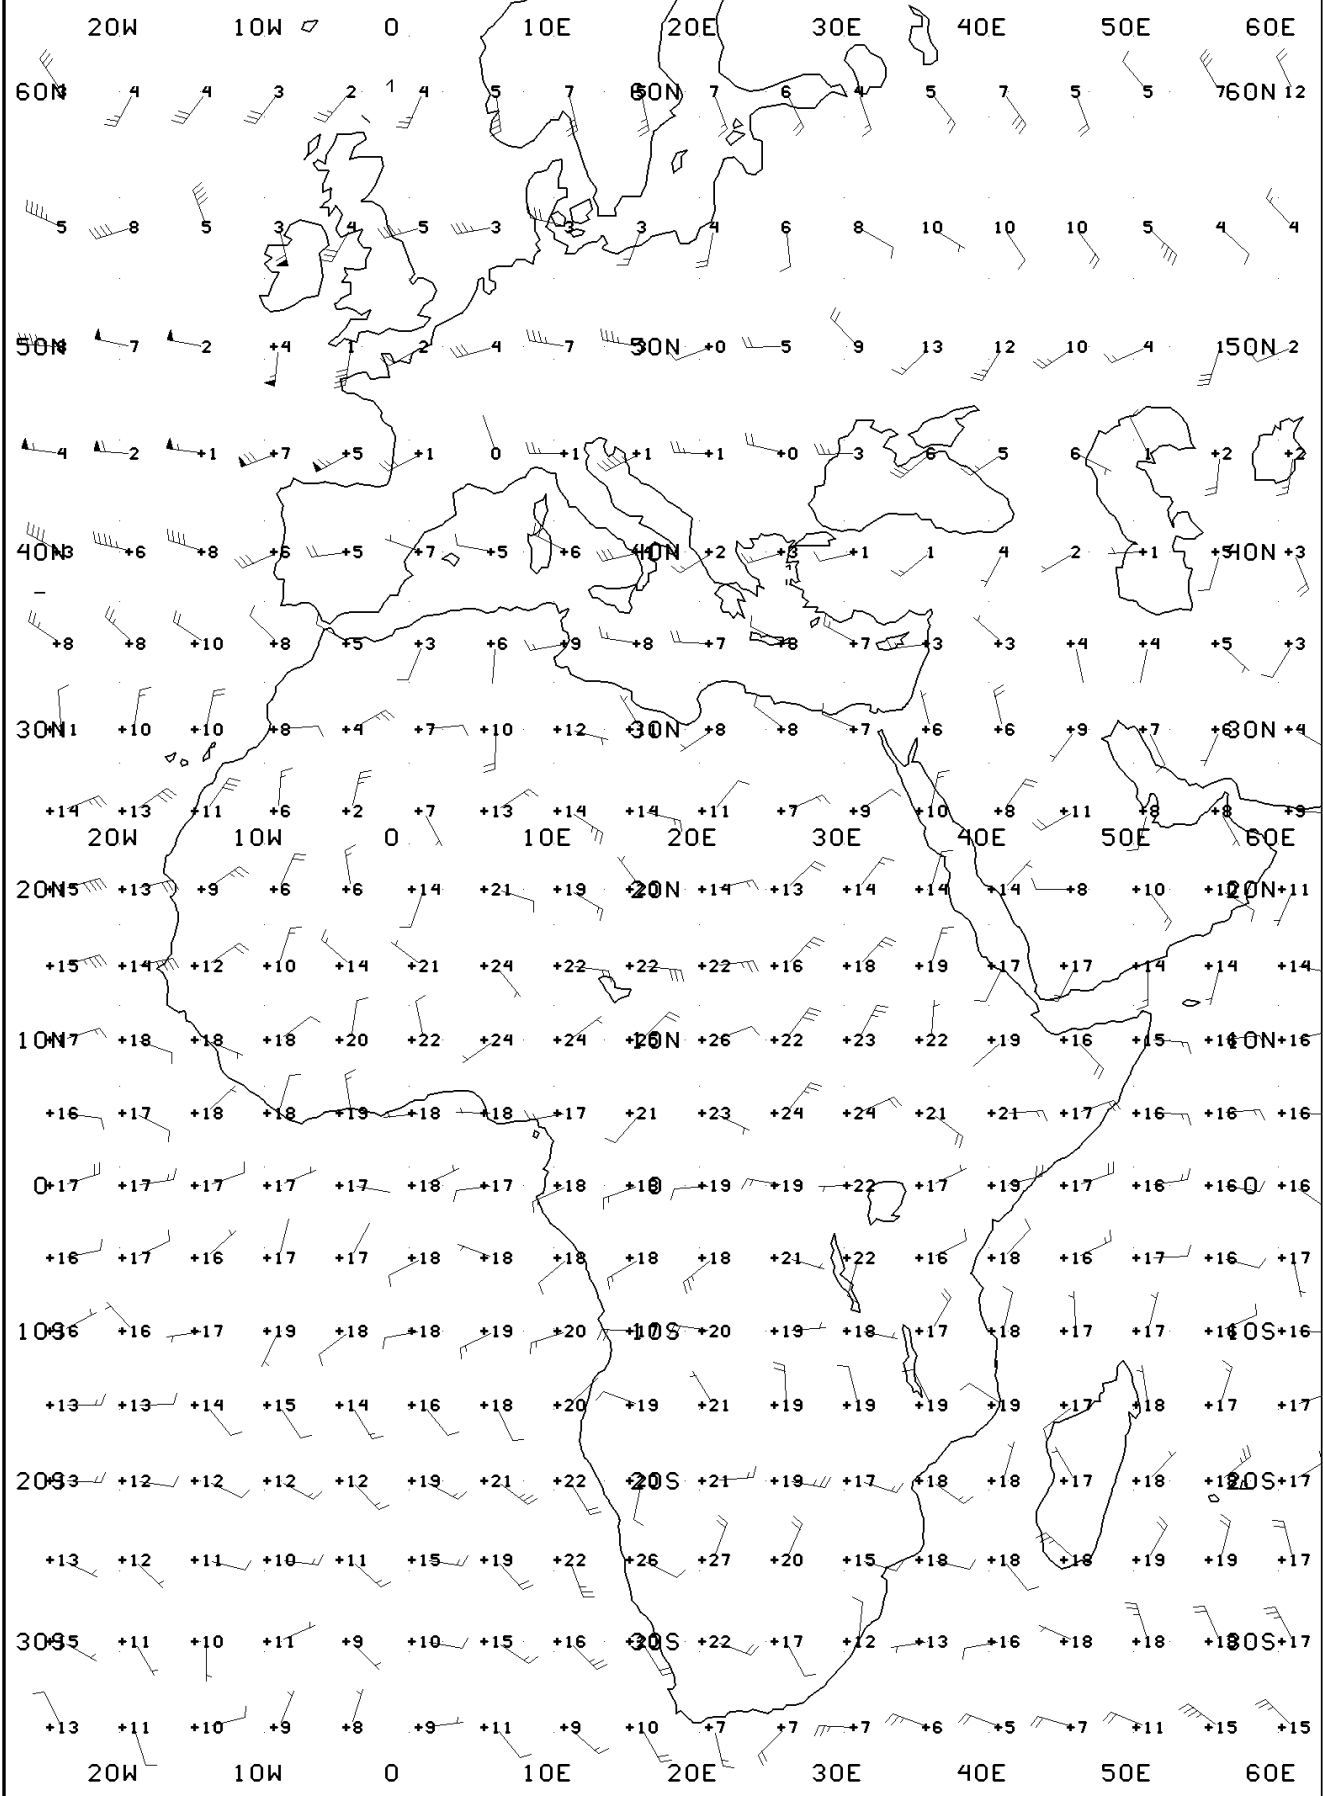 20W 10W 0 10E 20E 30E 40E 50E 60E
60N 4 4 3 2 1 4 5 7 60N 7 6 4 5 7 5 5 7 60N 12
5 8 5 3 4 5 3 3 3 4 6 8 10 10 10 5 4 4
50N 7 2 +4 1 2 4 7 50N +0 5 9 13 12 10 4 50N 2
4 2 +1 +7 +5 +1 0 +1 +1 +1 +0 3 6 5 6 1 +2 +2
40N +6 +8 +6 +5 +7 +5 +6 40N +2 +3 +1 1 4 2 +1 40N +3
+8 +8 +10 +8 +5 +3 +6 +9 +8 +7 +8 +7 +3 +3 +4 +4 +5 +3
30N +10 +10 +8 +4 +7 +10 +12 30N +8 +8 +7 +6 +6 +9 +7 30N +4
+14 +13 +11 +6 +2 +7 +13 +14 +14 +11 +7 +9 +10 +8 +11 +8 +8 +9
20W 10W 0 10E 20E 30E 40E 50E 60E
20N +13 +9 +6 +6 +14 +21 +19 20N +14 +13 +14 +14 +14 +8 +10 20N +11
+15 +14 +12 +10 +14 +21 +24 +22 +22 +22 +16 +18 +19 +17 +17 +14 +14 +14
10N +18 +18 +18 +20 +22 +24 +24 10N +26 +22 +23 +22 +19 +16 +15 10N +16
+16 +17 +18 +18 +19 +18 +18 +17 +21 +23 +24 +24 +21 +21 +17 +16 +16 +16
0 +17 +17 +17 +17 +17 +18 +17 +18 0 +19 +19 +22 +17 +19 +17 +16 +16 0 +16
+16 +17 +16 +17 +17 +18 +18 +18 +18 +18 +21 +22 +16 +18 +16 +17 +16 +17
10S +16 +17 +19 +18 +18 +19 +20 10S +20 +19 +18 +17 +18 +17 +17 10S +16
+13 +13 +14 +15 +14 +16 +18 +20 +19 +21 +19 +19 +19 +19 +17 +18 +17 +17
20S +12 +12 +12 +12 +19 +21 +22 20S +21 +19 +17 +18 +18 +17 +18 20S +17
+13 +12 +11 +10 +11 +15 +19 +22 +26 +27 +20 +15 +18 +18 +18 +19 +19 +17
30S +11 +10 +11 +9 +10 +15 +16 30S +22 +17 +12 +13 +16 +18 +18 30S +17
+13 +11 +10 +9 +8 +9 +11 +9 +10 +7 +7 +7 +6 +5 +7 +11 +15 +15
20W 10W 0 10E 20E 30E 40E 50E 60E